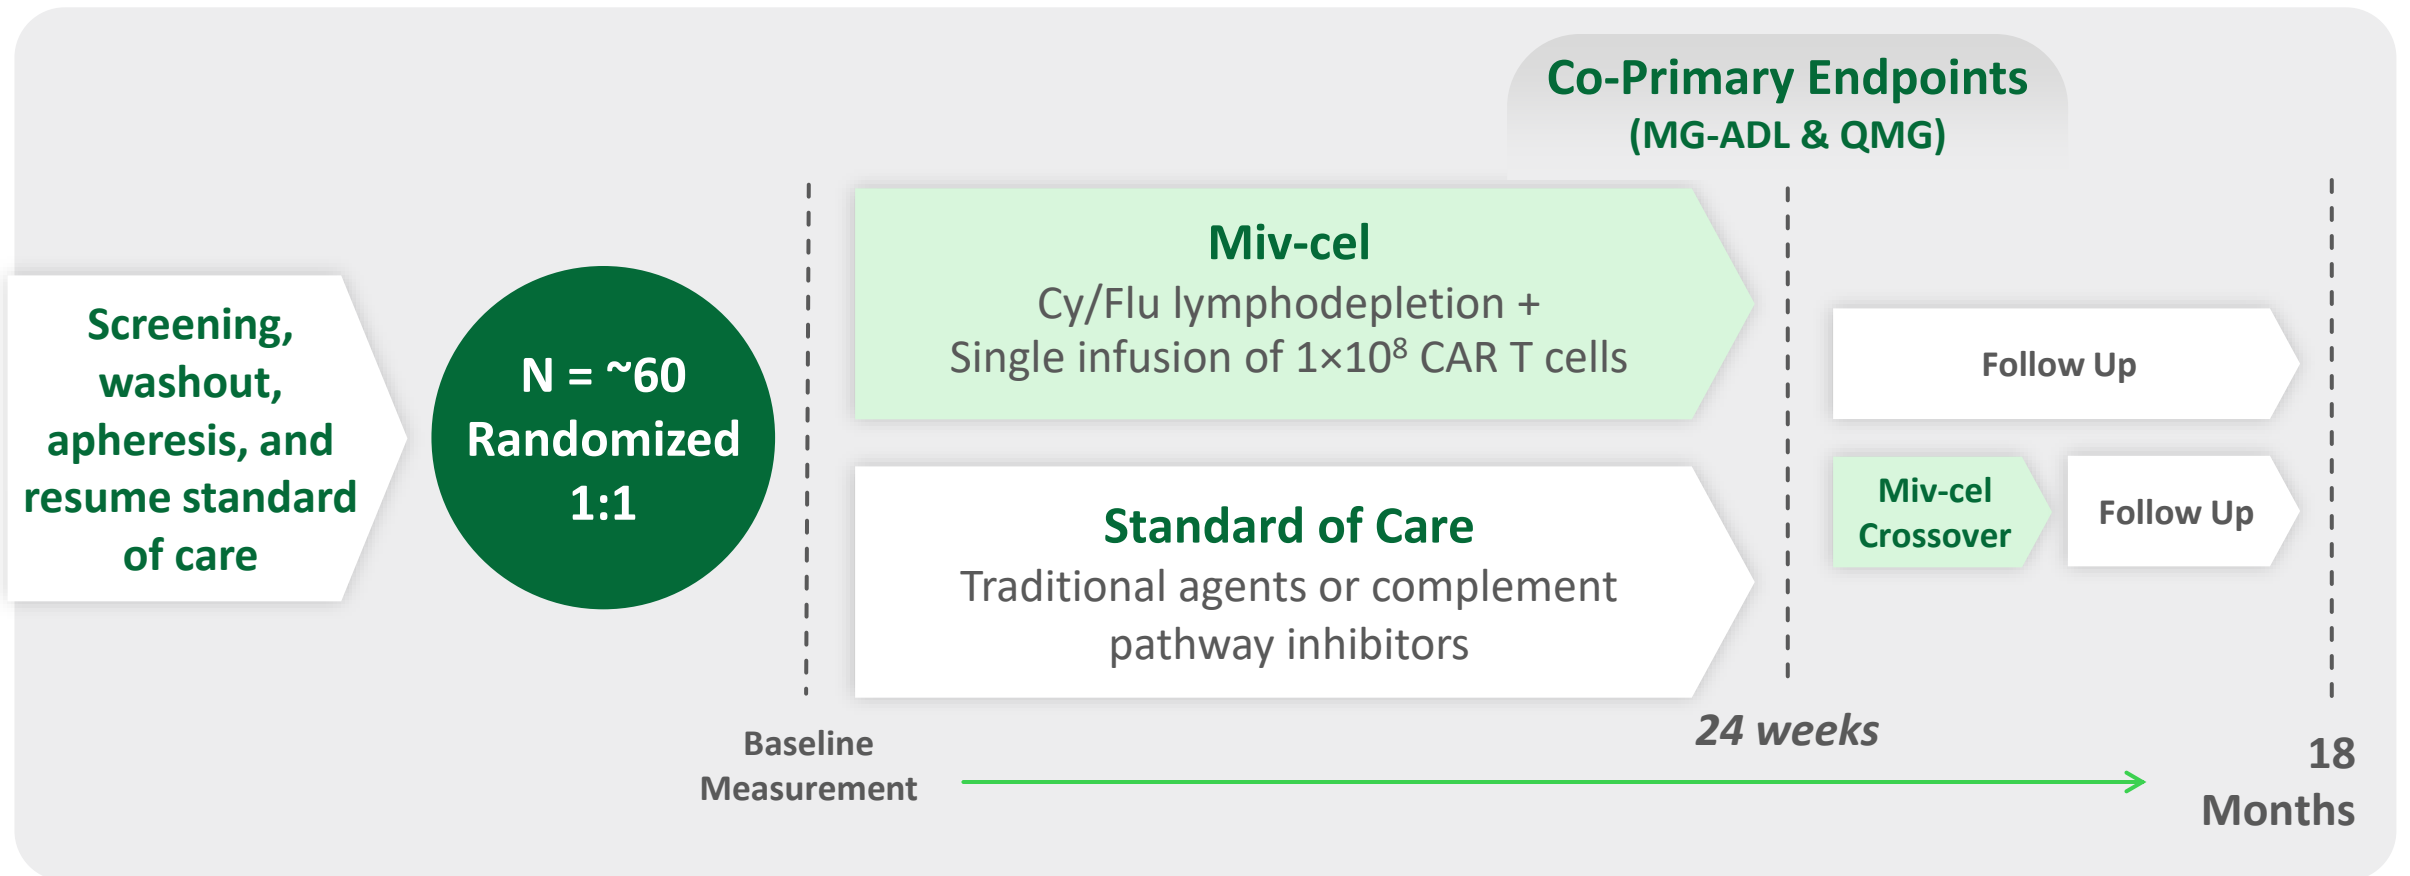 Co-Primary Endpoints
(MG-ADL & QMG)
Screening,
washout,
apheresis, and
resume standard
of care
N = ~60
Randomized
1:1
Miv-cel
Cy/Flu lymphodepletion +
Single infusion of 1×10⁸ CAR T cells
Standard of Care
Traditional agents or complement
pathway inhibitors
Follow Up
Miv-cel
Crossover
Follow Up
Baseline
Measurement
24 weeks
18
Months